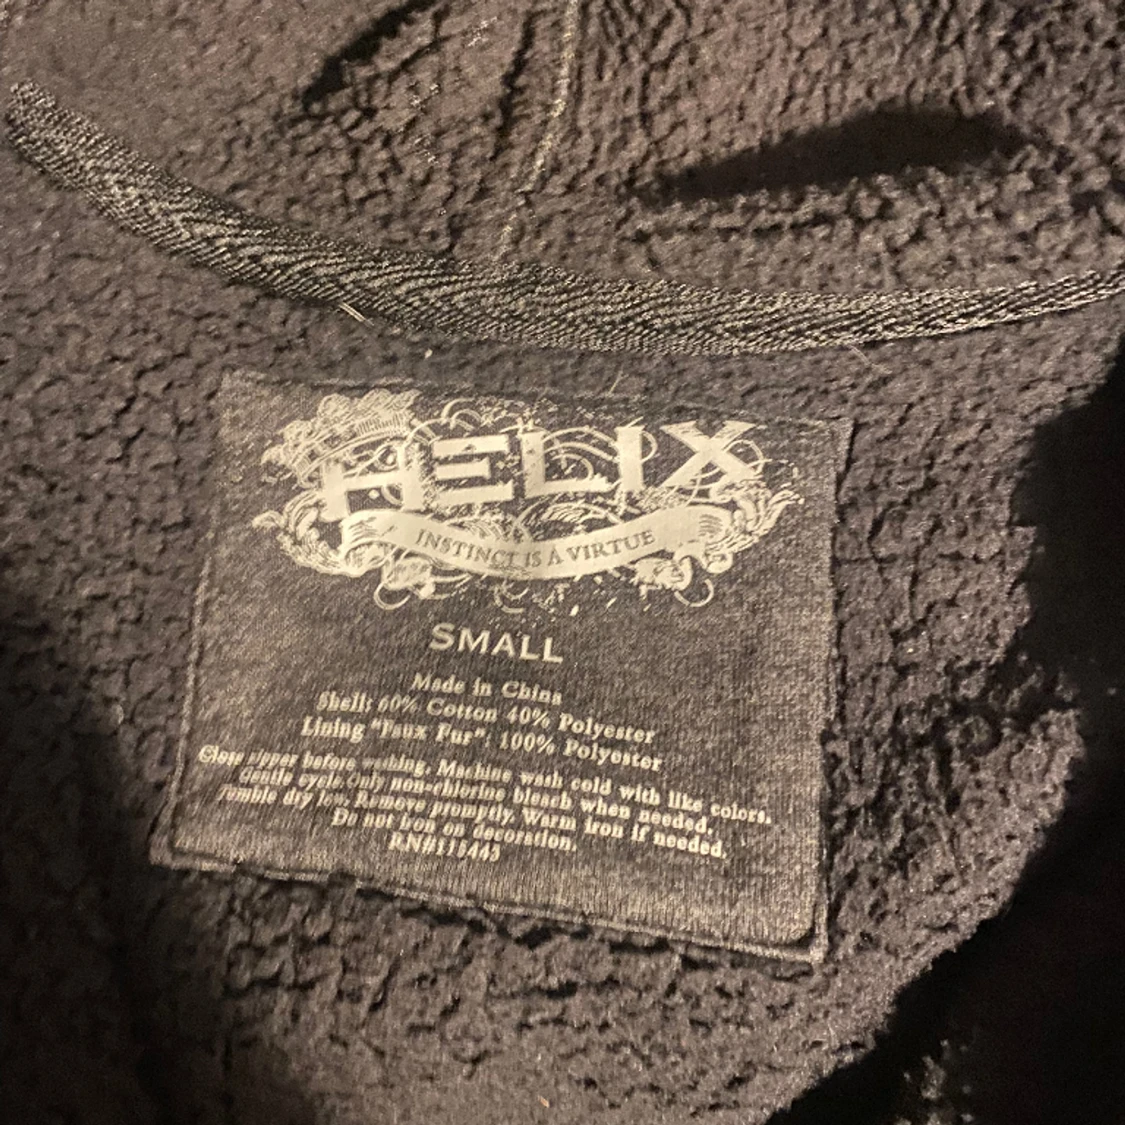 HELIX
INSTINCT IS A VIRTUE
SMALL
Made in China
Shell: 60% Cotton 40% Polyester
Lining "Faux Fur": 100% Polyester
Close zipper before washing. Machine wash cold with like colors.
Gentle cycle. Only non-chlorine bleach when needed.
Tumble dry low. Remove promptly. Warm iron if needed.
Do not iron on decoration.
RN#115443